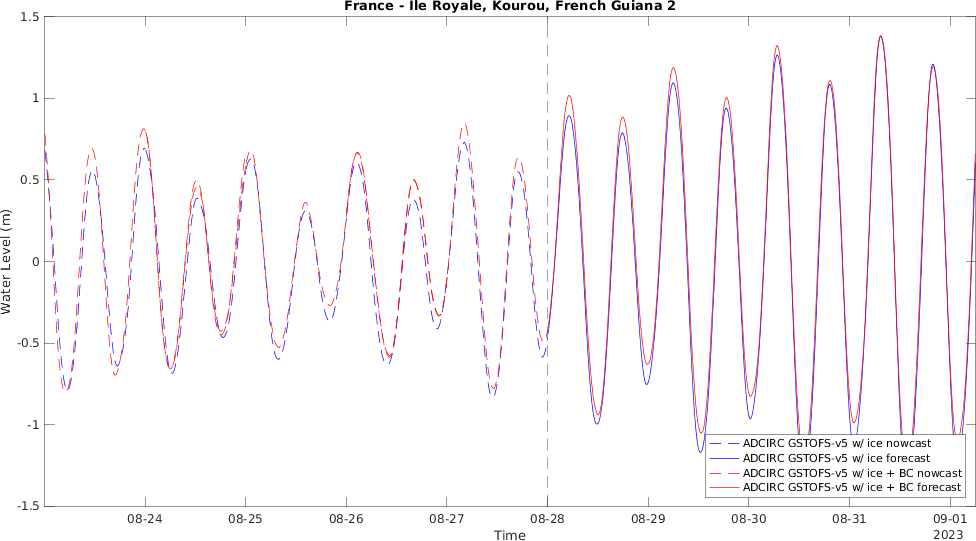 France - Ile Royale, Kourou, French Guiana 2
1.5
1
0.5
0
-0.5
-1
-1.5
Water Level (m)
08-24 08-25 08-26 08-27 08-28 08-29 08-30 08-31 09-01
Time
2023
ADCIRC GSTOFS-v5 w/ ice nowcast
ADCIRC GSTOFS-v5 w/ ice forecast
ADCIRC GSTOFS-v5 w/ ice + BC nowcast
ADCIRC GSTOFS-v5 w/ ice + BC forecast